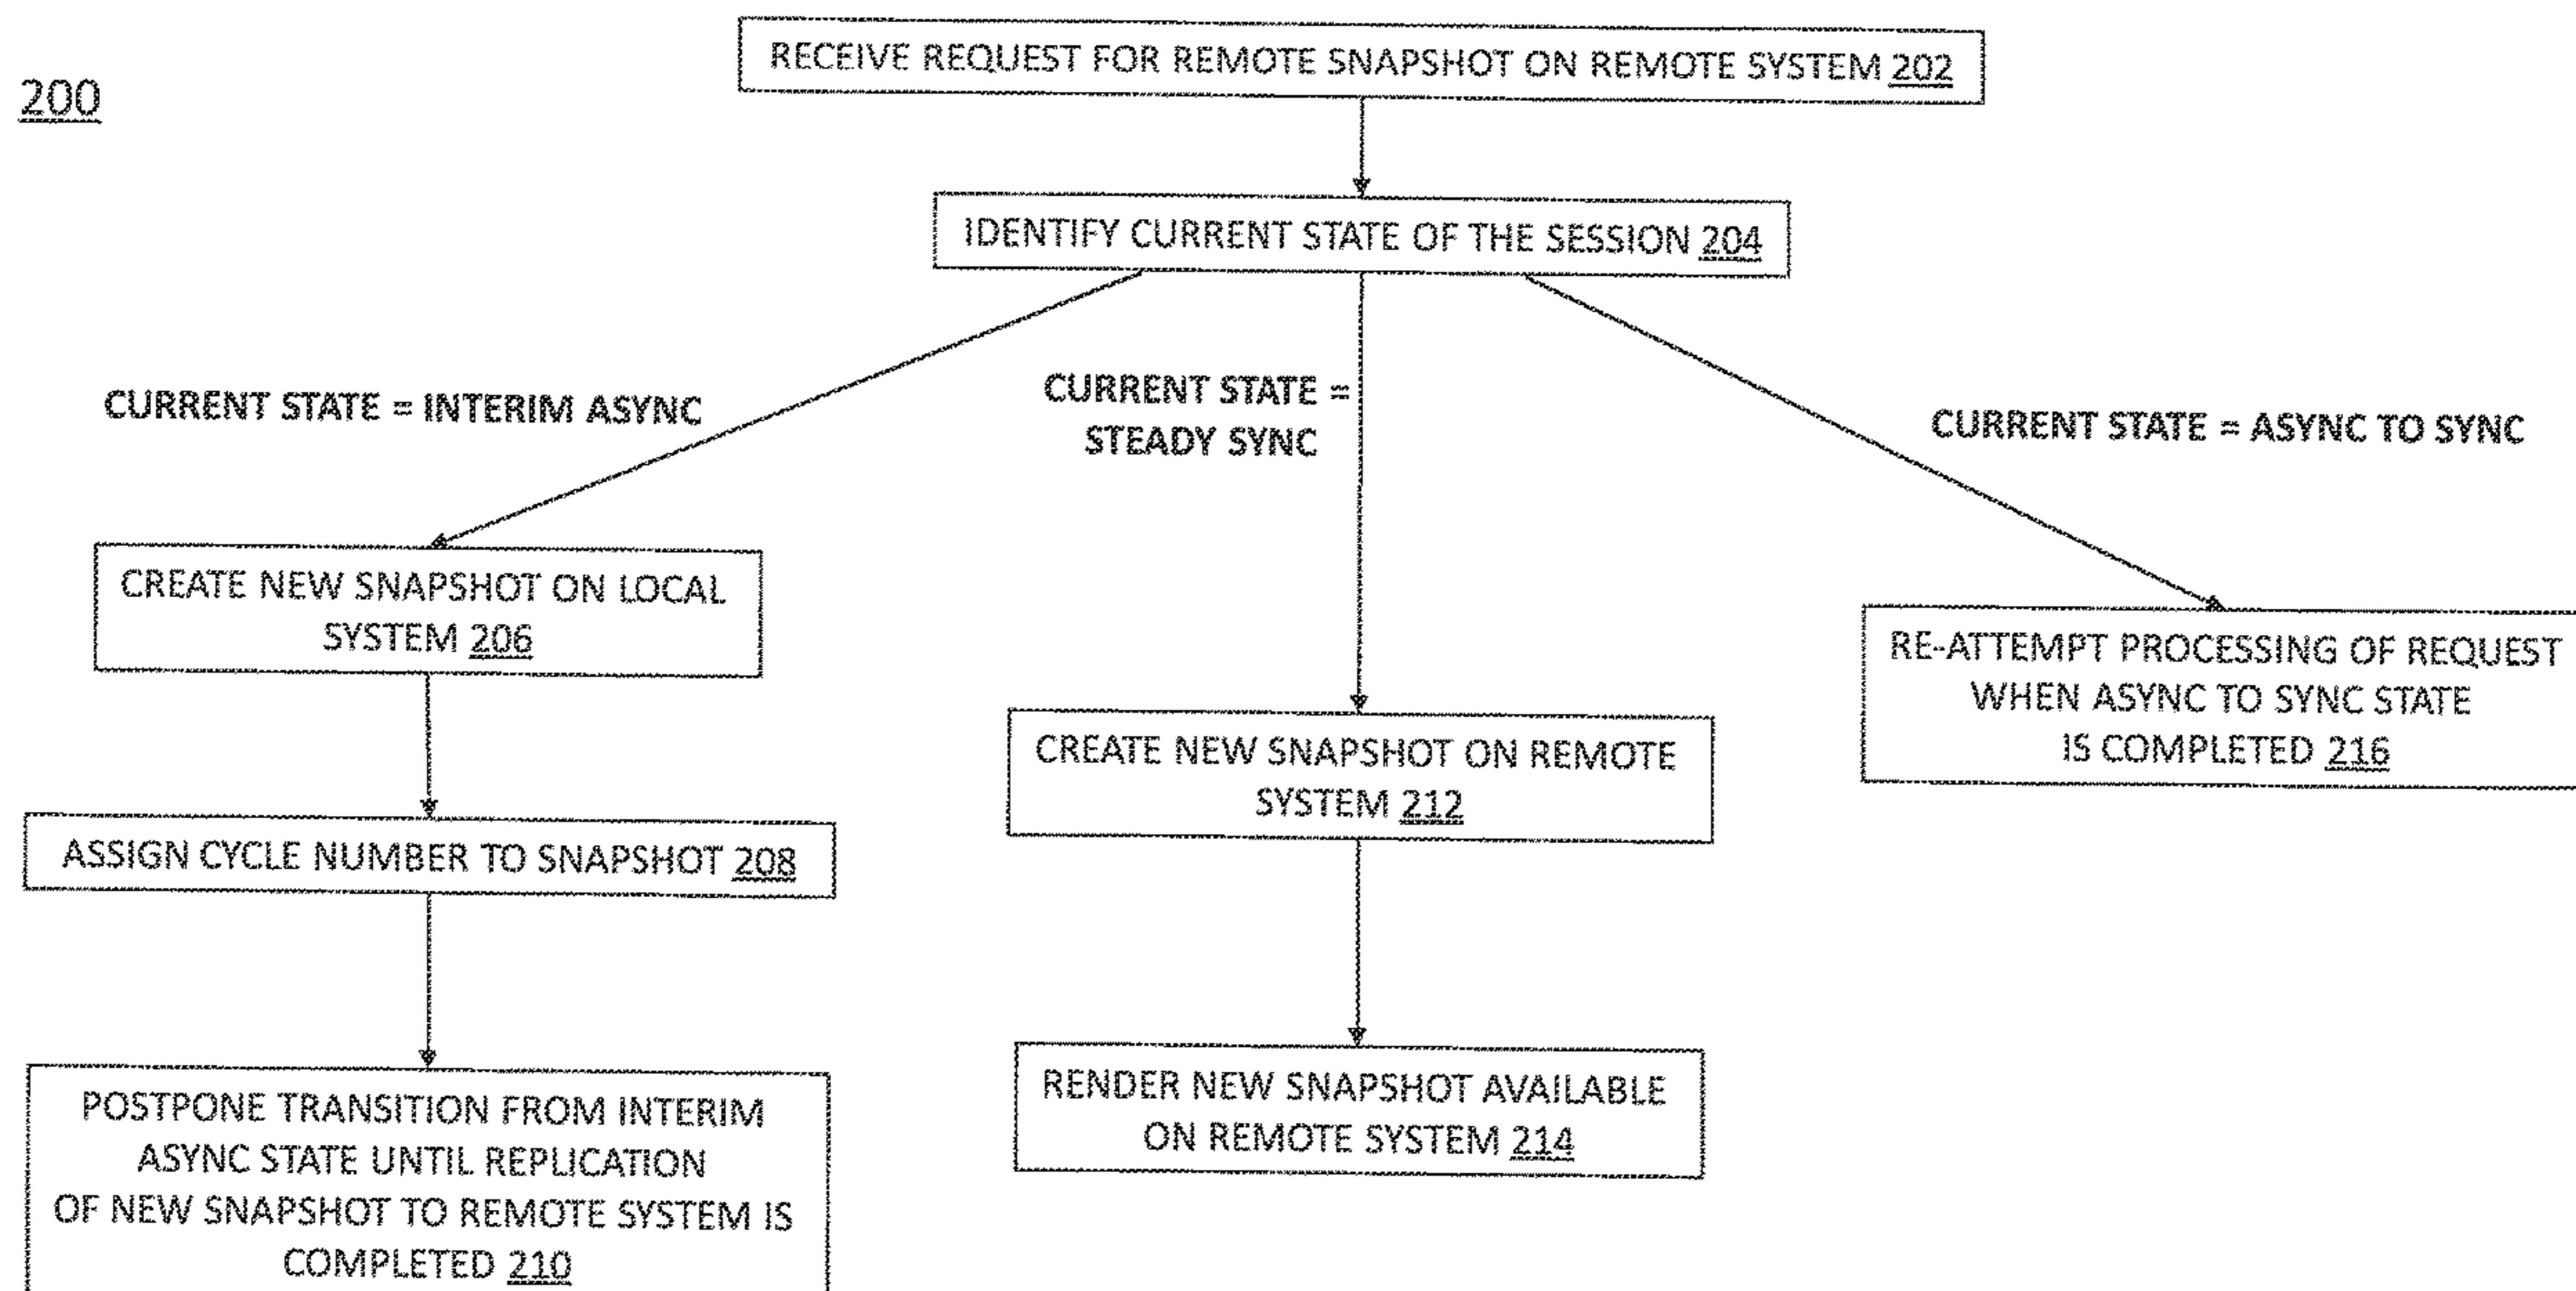 200
RECEIVE REQUEST FOR REMOTE SNAPSHOT ON REMOTE SYSTEM 202
IDENTIFY CURRENT STATE OF THE SESSION 204
CURRENT STATE = INTERIM ASYNC
CURRENT STATE =
STEADY SYNC
CURRENT STATE = ASYNC TO SYNC
CREATE NEW SNAPSHOT ON LOCAL
SYSTEM 206
ASSIGN CYCLE NUMBER TO SNAPSHOT 208
POSTPONE TRANSITION FROM INTERIM
ASYNC STATE UNTIL REPLICATION
OF NEW SNAPSHOT TO REMOTE SYSTEM IS
COMPLETED 210
CREATE NEW SNAPSHOT ON REMOTE
SYSTEM 212
RENDER NEW SNAPSHOT AVAILABLE
ON REMOTE SYSTEM 214
RE-ATTEMPT PROCESSING OF REQUEST
WHEN ASYNC TO SYNC STATE
IS COMPLETED 216